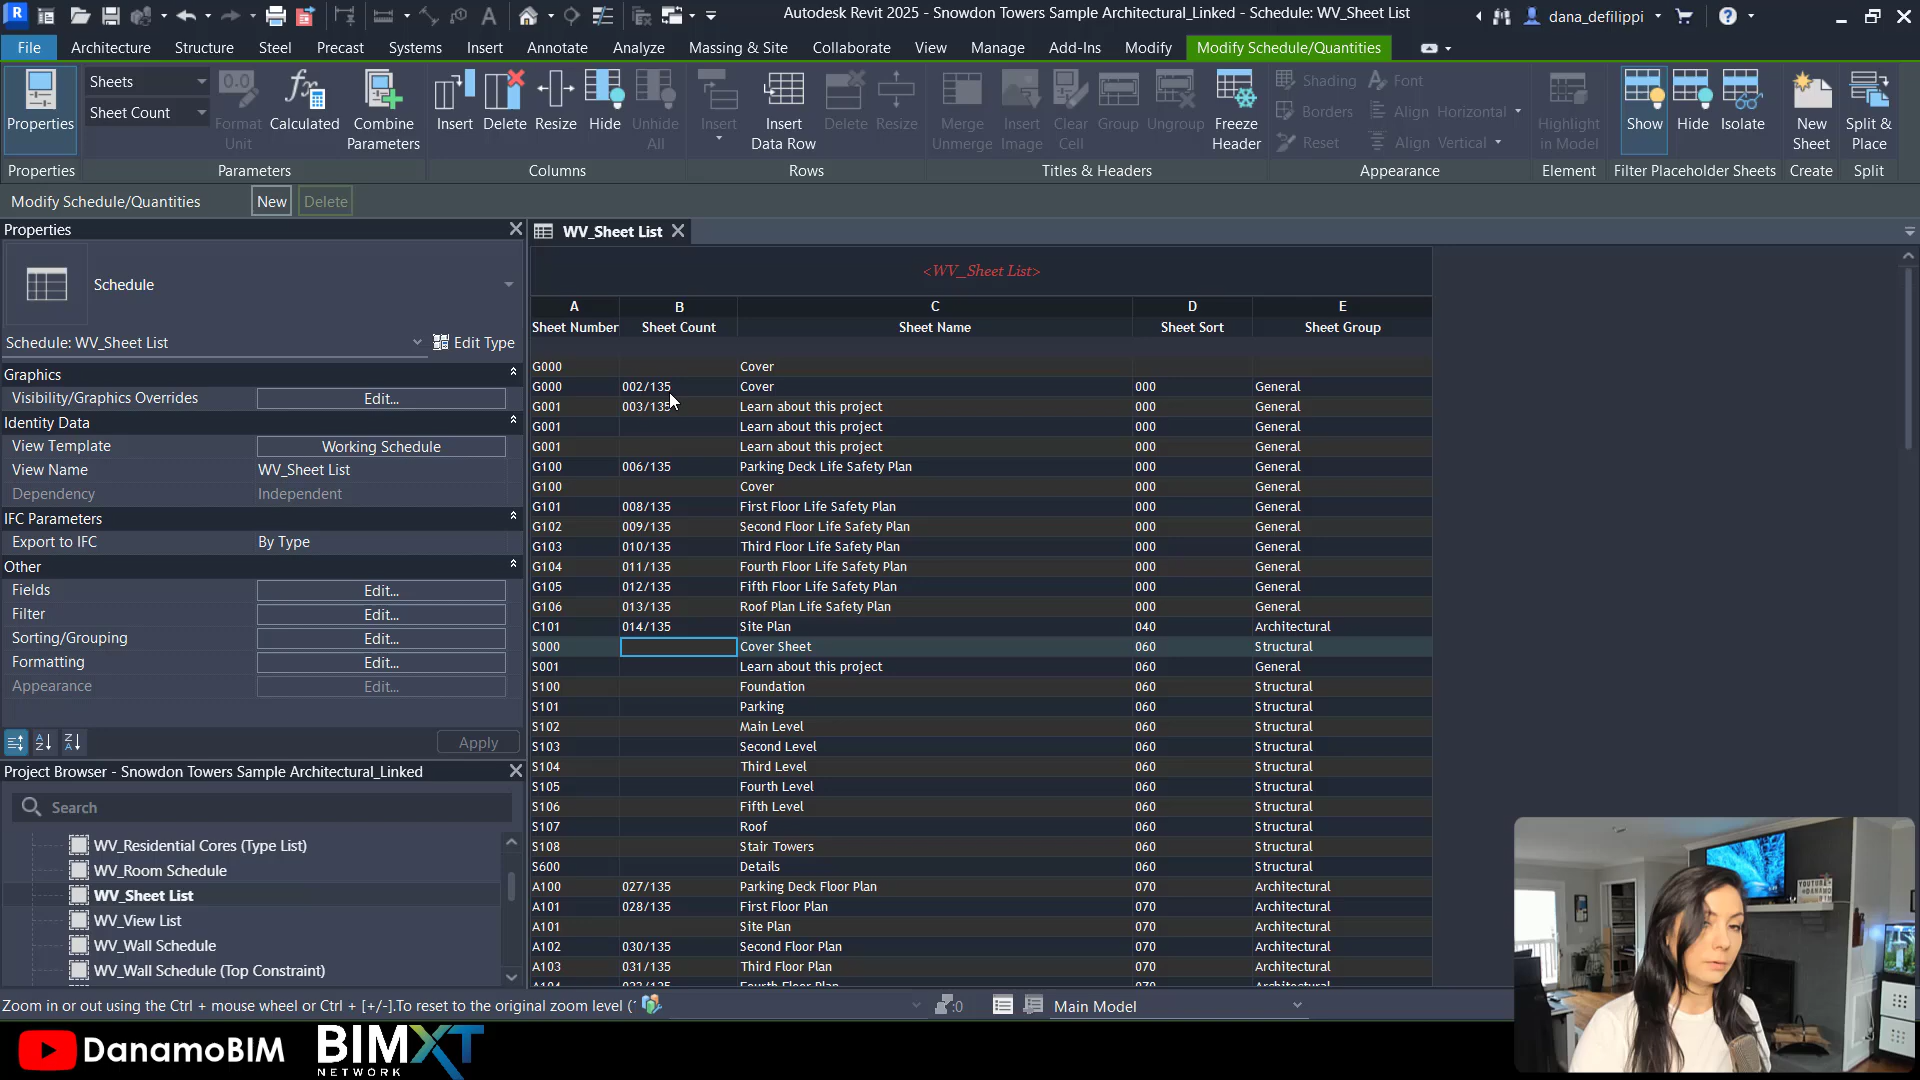 Autodesk Revit 2025 - Snowdon Towers Sample Architectural_Linked - Schedule: WV_Sheet List
dana_defilippi
File Architecture Structure Steel Precast Systems Insert Annotate Analyze Massing & Site Collaborate View Manage Add-Ins Modify Modify Schedule/Quantities
Properties
Sheets
Sheet Count
Format Unit
Calculated
Combine Parameters
Insert Delete Resize Hide Unhide All
Insert
Insert Data Row
Delete Resize
Merge Unmerge
Insert Image
Clear Cell
Group Ungroup
Freeze Header
Shading
Borders
Reset
Font
Align Horizontal
Align Vertical
Highlight in Model
Show Hide Isolate
New Sheet
Split & Place
Properties Parameters Columns Rows Titles & Headers Appearance Element Filter Placeholder Sheets Create Split
Modify Schedule/Quantities New Delete
Properties
Schedule
Schedule: WV_Sheet List Edit Type
Graphics
Visibility/Graphics Overrides Edit...
Identity Data
View Template Working Schedule
View Name WV_Sheet List
Dependency Independent
IFC Parameters
Export to IFC By Type
Other
Fields Edit...
Filter Edit...
Sorting/Grouping Edit...
Formatting Edit...
Appearance Edit...
Apply
Project Browser - Snowdon Towers Sample Architectural_Linked
Search
WV_Residential Cores (Type List)
WV_Room Schedule
WV_Sheet List
WV_View List
WV_Wall Schedule
WV_Wall Schedule (Top Constraint)
WV_Sheet List
<WV_Sheet List>
A B C D E
Sheet Number Sheet Count Sheet Name Sheet Sort Sheet Group
G000 Cover
G000 002/135 Cover 000 General
G001 003/135 Learn about this project 000 General
G001 Learn about this project 000 General
G001 Learn about this project 000 General
G100 006/135 Parking Deck Life Safety Plan 000 General
G100 Cover 000 General
G101 008/135 First Floor Life Safety Plan 000 General
G102 009/135 Second Floor Life Safety Plan 000 General
G103 010/135 Third Floor Life Safety Plan 000 General
G104 011/135 Fourth Floor Life Safety Plan 000 General
G105 012/135 Fifth Floor Life Safety Plan 000 General
G106 013/135 Roof Plan Life Safety Plan 000 General
C101 014/135 Site Plan 040 Architectural
S000 Cover Sheet 060 Structural
S001 Learn about this project 060 General
S100 Foundation 060 Structural
S101 Parking 060 Structural
S102 Main Level 060 Structural
S103 Second Level 060 Structural
S104 Third Level 060 Structural
S105 Fourth Level 060 Structural
S106 Fifth Level 060 Structural
S107 Roof 060 Structural
S108 Stair Towers 060 Structural
S600 Details 060 Structural
A100 027/135 Parking Deck Floor Plan 070 Architectural
A101 028/135 First Floor Plan 070 Architectural
A101 Site Plan 070 Architectural
A102 030/135 Second Floor Plan 070 Architectural
A103 031/135 Third Floor Plan 070 Architectural
Zoom in or out using the Ctrl + mouse wheel or Ctrl + [+/-].To reset to the original zoom level (
:0
Main Model
DanamoBIM
BIMXT
NETWORK